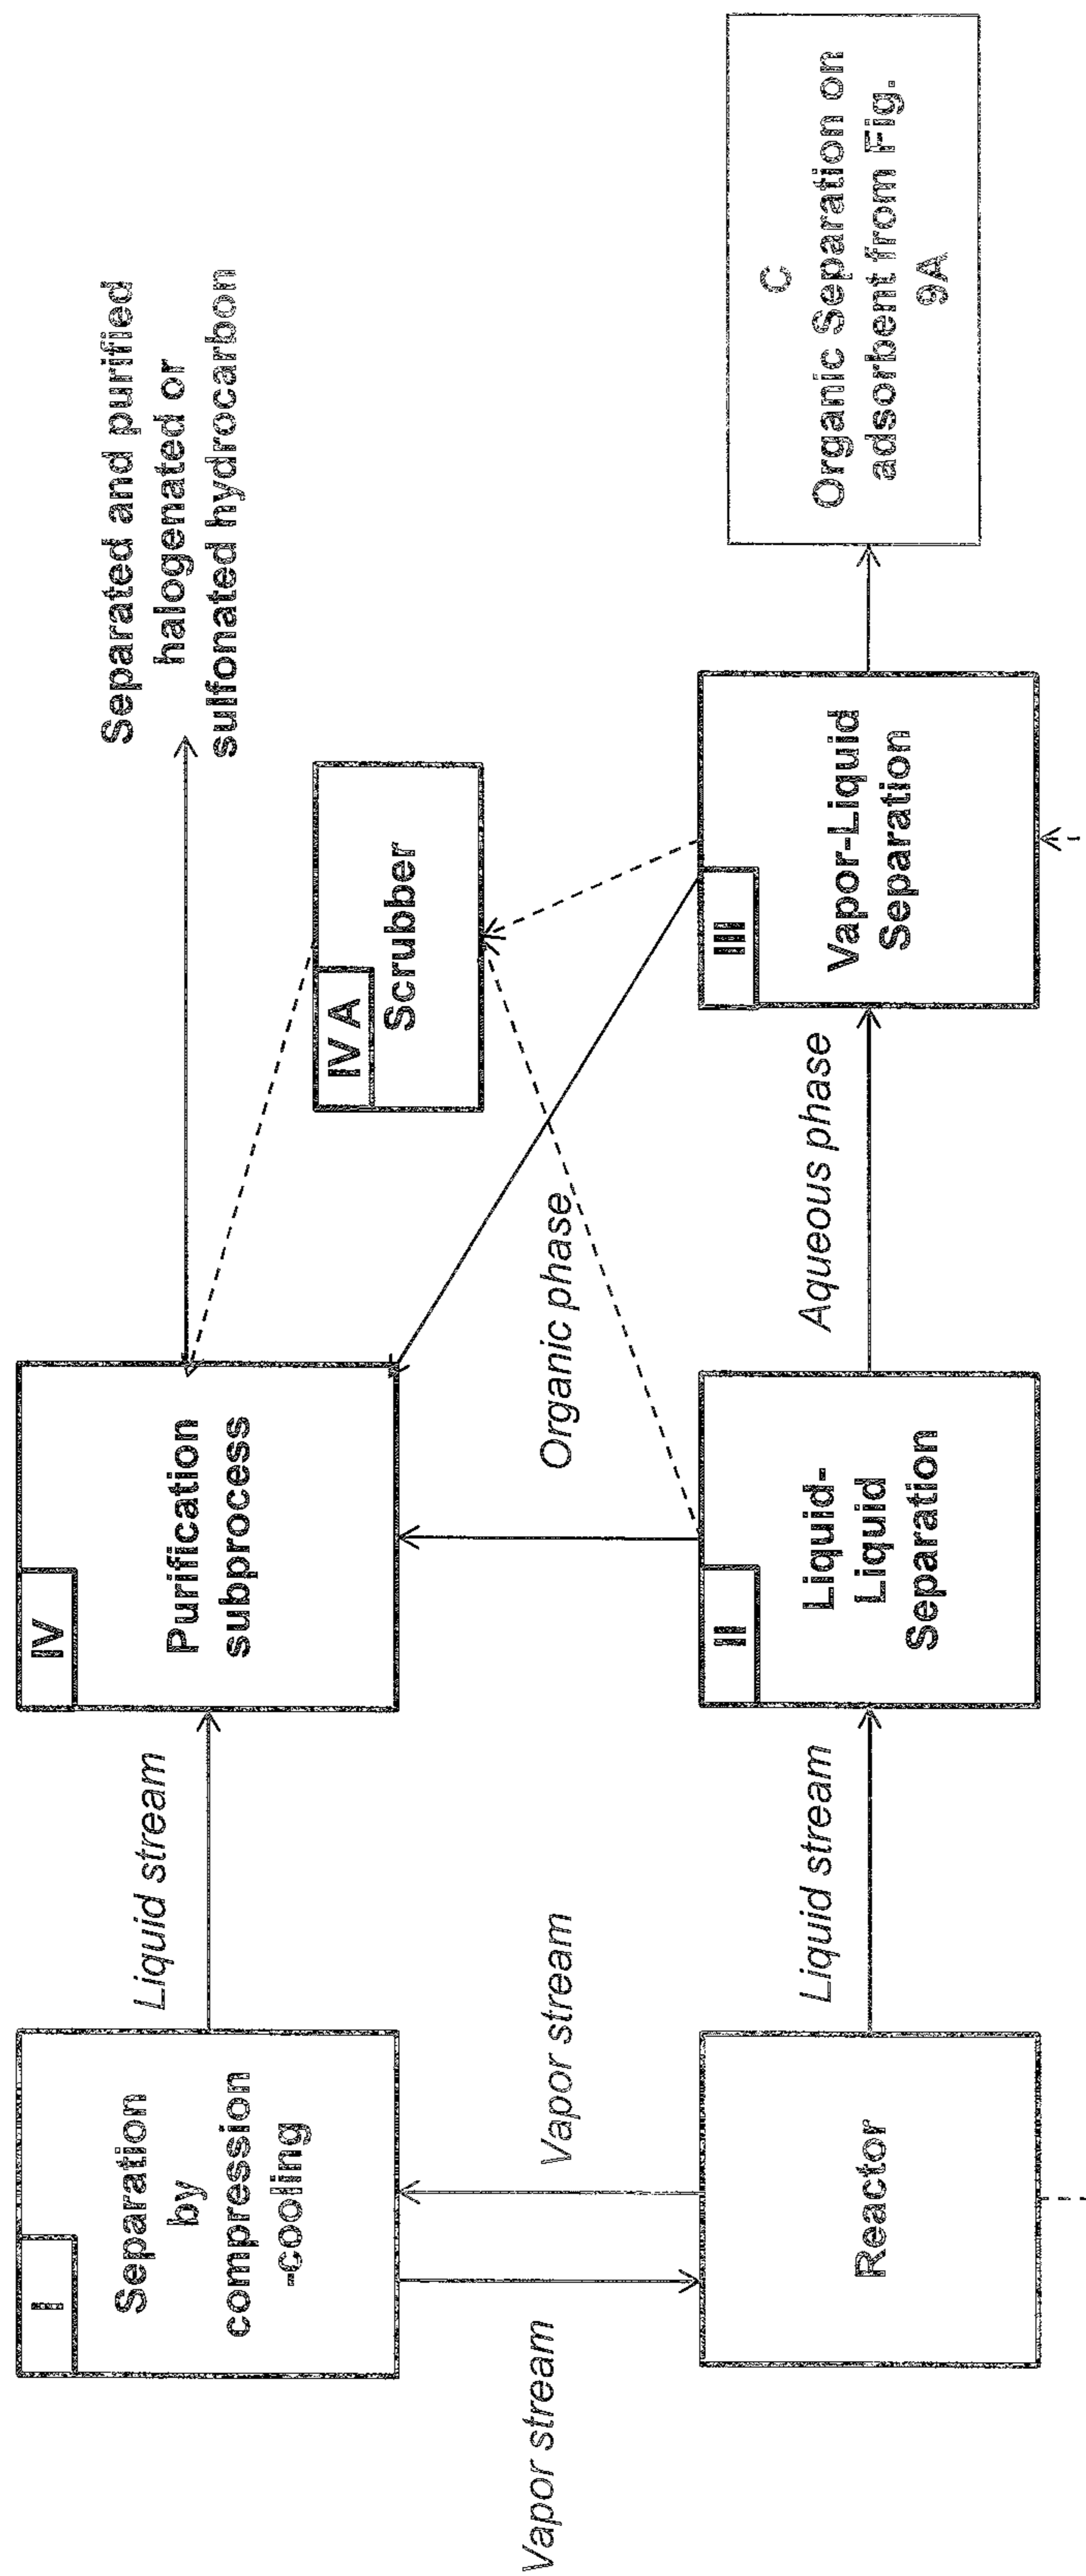 I
Separation
by
compression
-cooling
Liquid stream
IV
Purification
subprocess
Separated and purified
halogenated or
sulfonated hydrocarbon
IV A
Scrubber
Vapor stream
Vapor stream
Organic phase
Reactor
Liquid stream
II
Liquid-
Liquid
Separation
Aqueous phase
III
Vapor-Liquid
Separation
C
Organic Separation on
adsorbent from Fig.
9A